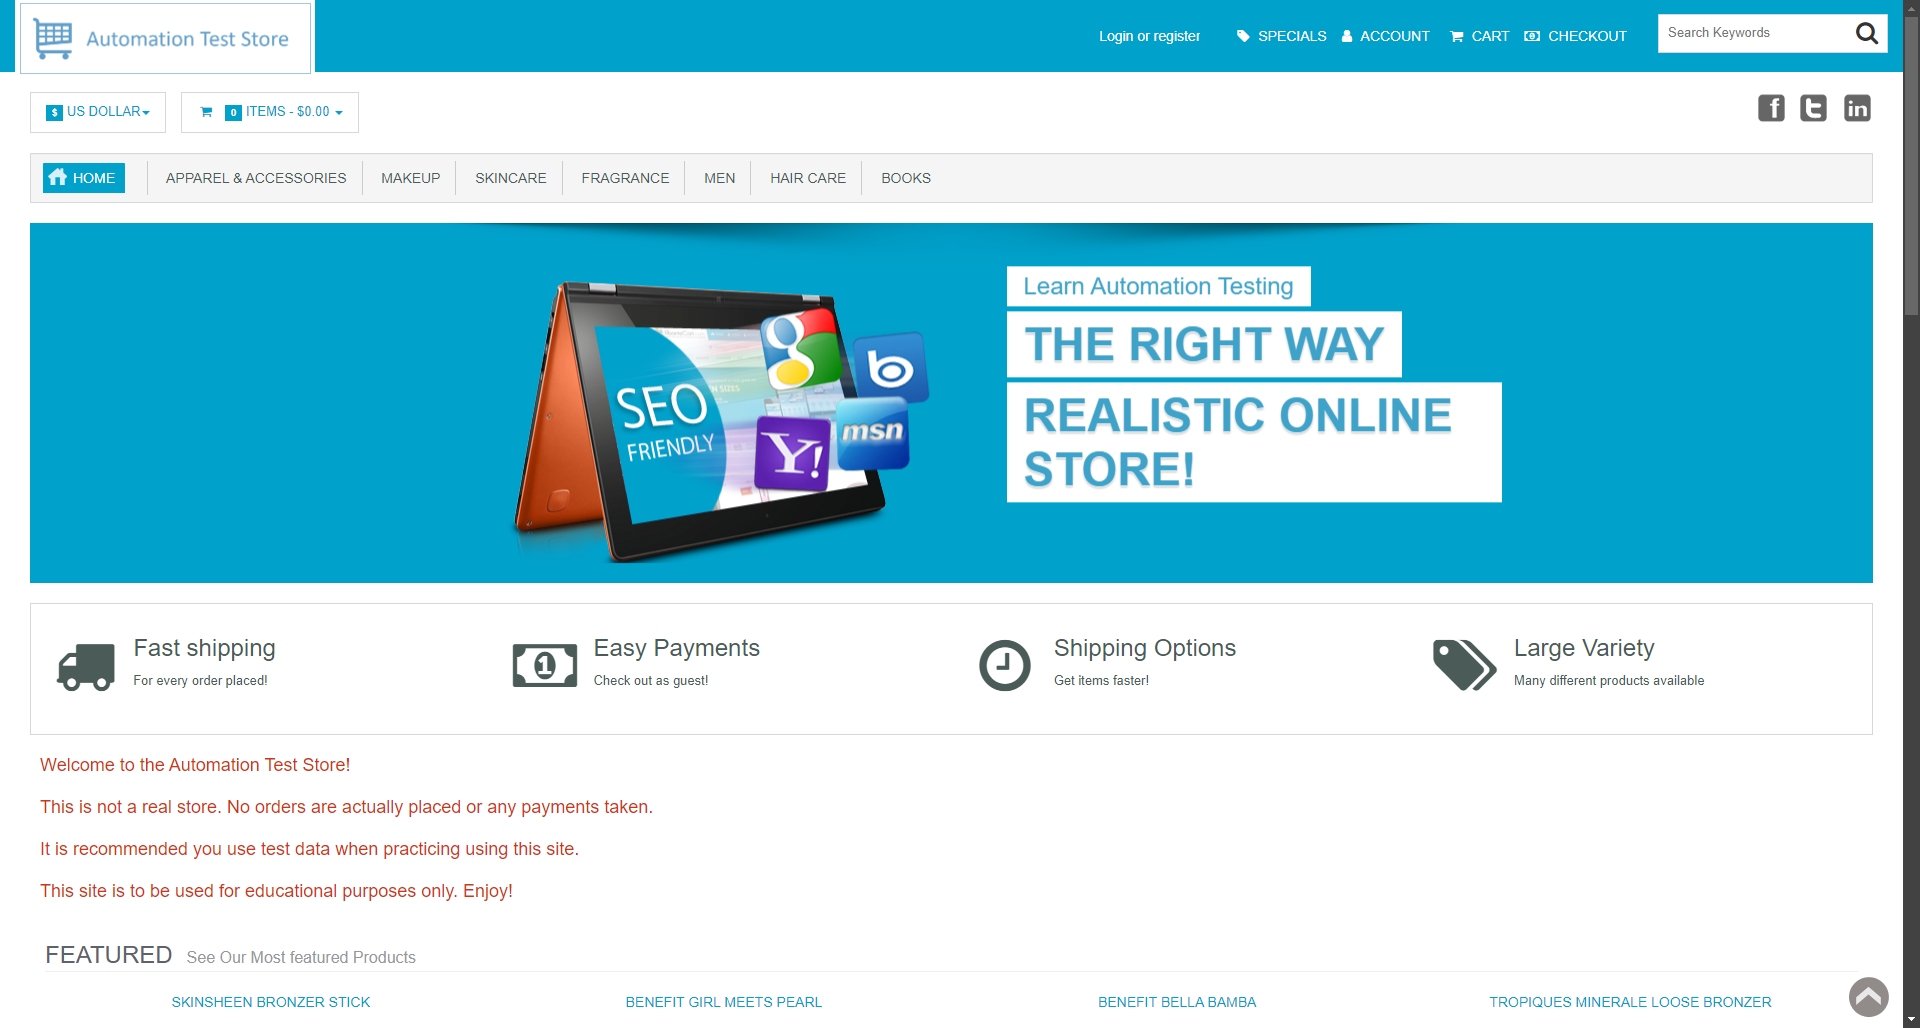 Automation Test Store
Login or register SPECIALS ACCOUNT CART CHECKOUT Search Keywords
$ US DOLLAR 0 ITEMS - $0.00
HOME APPAREL & ACCESSORIES MAKEUP SKINCARE FRAGRANCE MEN HAIR CARE BOOKS
SEO
FRIENDLY
msn
Y!
Learn Automation Testing
THE RIGHT WAY
REALISTIC ONLINE
STORE!
Fast shipping
For every order placed!
Easy Payments
Check out as guest!
Shipping Options
Get items faster!
Large Variety
Many different products available
Welcome to the Automation Test Store!
This is not a real store. No orders are actually placed or any payments taken.
It is recommended you use test data when practicing using this site.
This site is to be used for educational purposes only. Enjoy!
FEATURED See Our Most featured Products
SKINSHEEN BRONZER STICK BENEFIT GIRL MEETS PEARL BENEFIT BELLA BAMBA TROPIQUES MINERALE LOOSE BRONZER